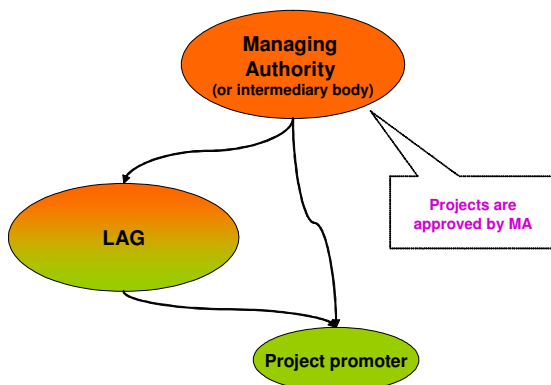 Managing
Authority
(or intermediary body)
Projects are
approved by MA
LAG
Project promoter